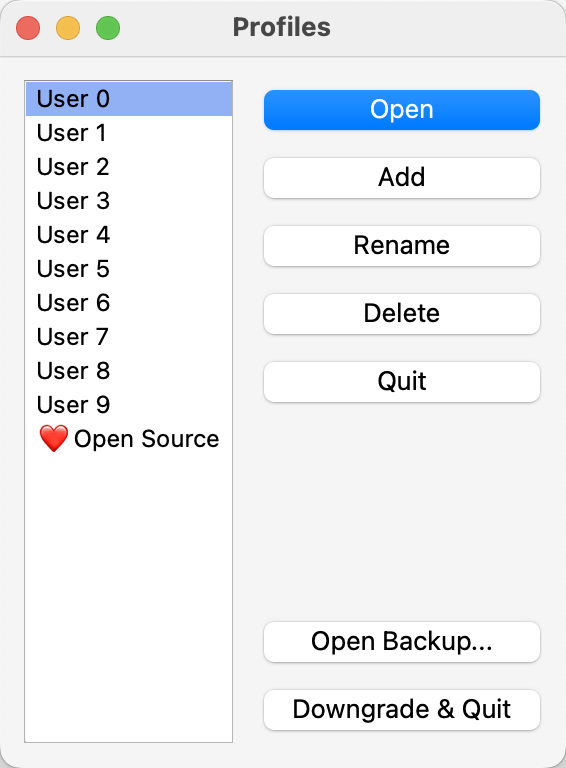 Profiles
User 0
User 1
User 2
User 3
User 4
User 5
User 6
User 7
User 8
User 9
❤️ Open Source
Open
Add
Rename
Delete
Quit
Open Backup...
Downgrade & Quit